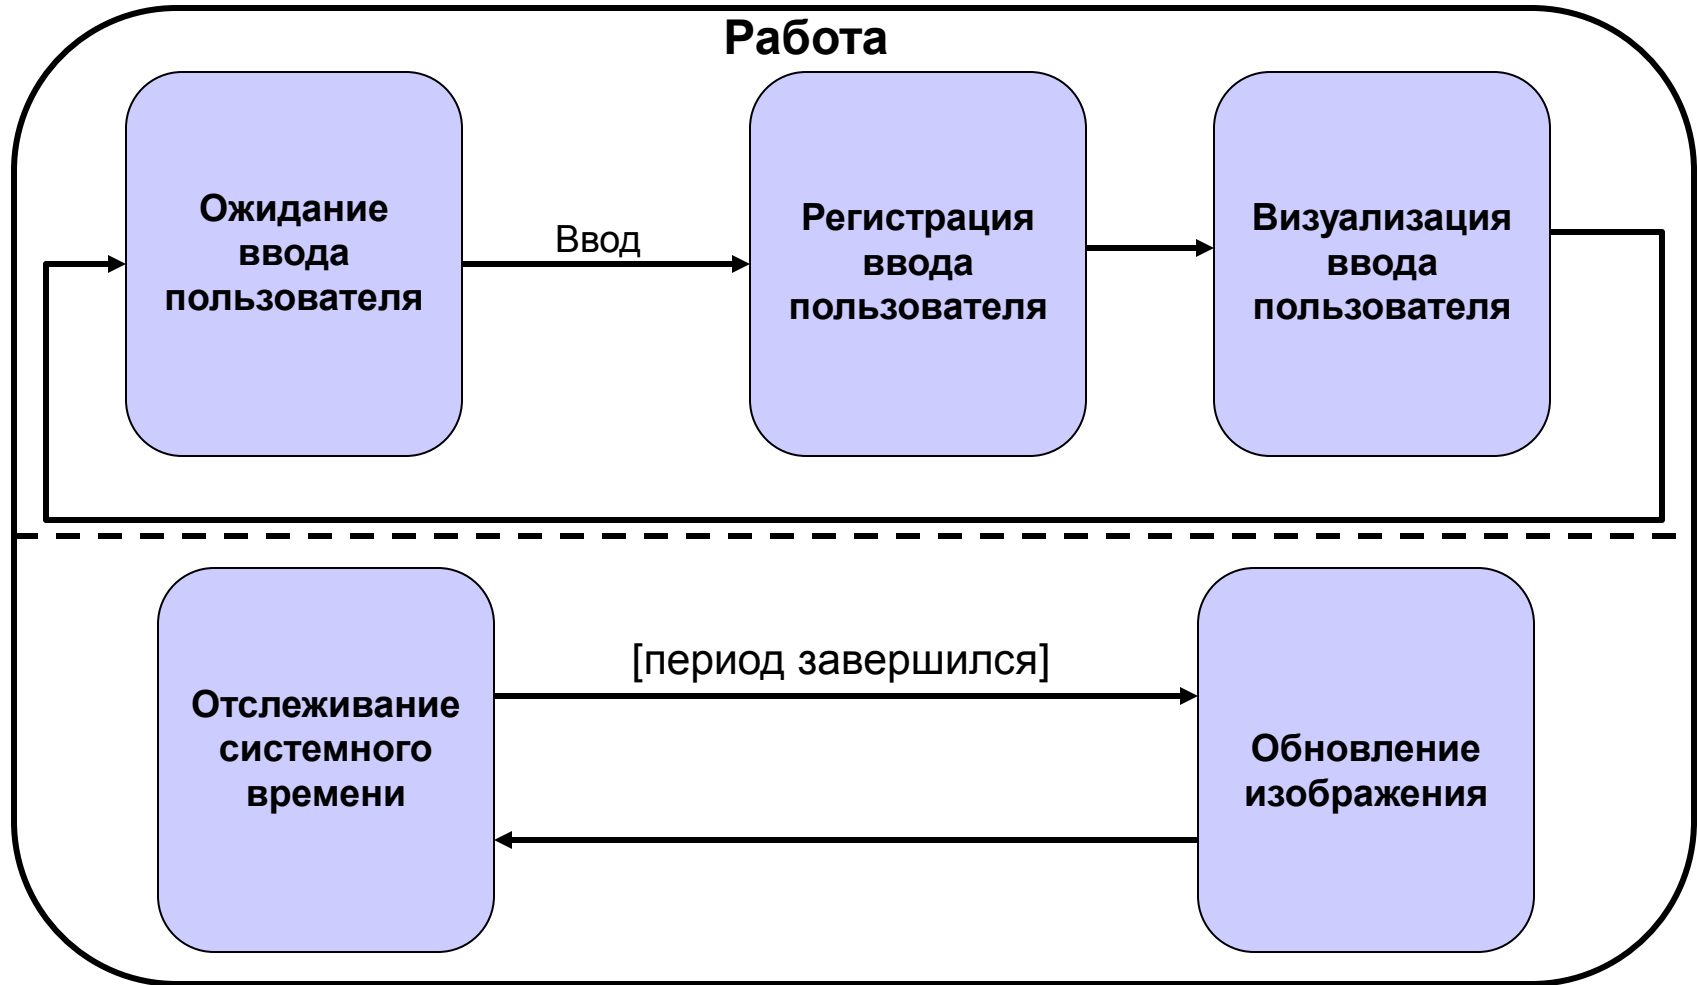 Работа
Ожидание
ввода
пользователя
Ввод
Регистрация
ввода
пользователя
Визуализация
ввода
пользователя
[период завершился]
Отслеживание
системного
времени
Обновление
изображения